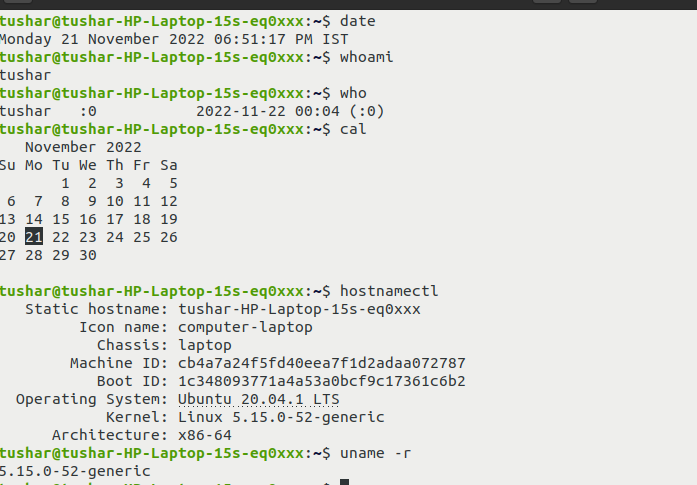 tushar@tushar-HP-Laptop-15s-eq0xxx:~$ date
Monday 21 November 2022 06:51:17 PM IST
tushar@tushar-HP-Laptop-15s-eq0xxx:~$ whoami
tushar
tushar@tushar-HP-Laptop-15s-eq0xxx:~$ who
tushar   :0           2022-11-22 00:04 (:0)
tushar@tushar-HP-Laptop-15s-eq0xxx:~$ cal
   November 2022
Su Mo Tu We Th Fr Sa
       1  2  3  4  5
 6  7  8  9 10 11 12
13 14 15 16 17 18 19
20 21 22 23 24 25 26
27 28 29 30
tushar@tushar-HP-Laptop-15s-eq0xxx:~$ hostnamectl
   Static hostname: tushar-HP-Laptop-15s-eq0xxx
         Icon name: computer-laptop
           Chassis: laptop
        Machine ID: cb4a7a24f5fd40eea7f1d2adaa072787
           Boot ID: 1c348093771a4a53a0bcf9c17361c6b2
  Operating System: Ubuntu 20.04.1 LTS
            Kernel: Linux 5.15.0-52-generic
      Architecture: x86-64
tushar@tushar-HP-Laptop-15s-eq0xxx:~$ uname -r
5.15.0-52-generic
tushar@tushar-HP-Laptop-15s-eq0xxx:~$